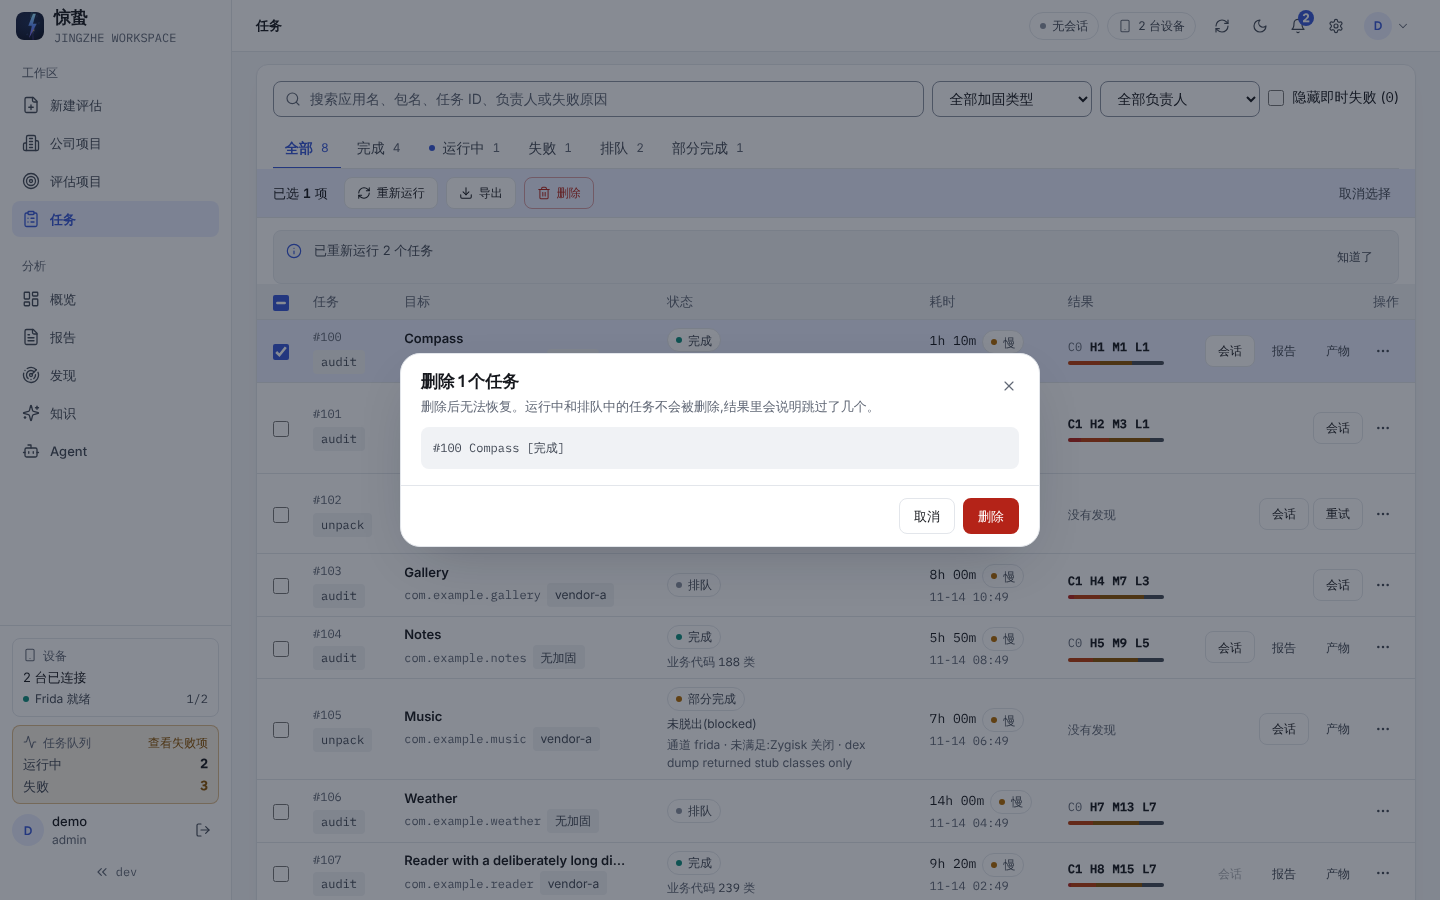 惊蛰
JINGZHE WORKSPACE
工作区
新建评估
公司项目
评估项目
任务
分析
概览
报告
发现
知识
Agent
设备
2 台已连接
Frida 就绪 1/2
任务队列 查看失败项
运行中 2
失败 3
D demo
admin
dev
任务
无会话 2 台设备 2 D
搜索应用名、包名、任务 ID、负责人或失败原因 全部加固类型 全部负责人 隐藏即时失败 (0)
全部 8 完成 4 运行中 1 失败 1 排队 2 部分完成 1
已选 1 项 重新运行 导出 删除 取消选择
已重新运行 2 个任务 知道了
任务 目标 状态 耗时 结果 操作
#100 Compass 完成 1h 10m 慢 C0 H1 M1 L1 会话 报告 产物
audit
删除 1 个任务
删除后无法恢复。运行中和排队中的任务不会被删除,结果里会说明跳过了几个。
#100 Compass [完成]
取消 删除
#101 C1 H2 M3 L1 会话
audit
#102 没有发现 会话 重试
unpack
#103 Gallery 排队 8h 00m 慢 C1 H4 M7 L3 会话
audit com.example.gallery vendor-a 11-14 10:49
#104 Notes 完成 5h 50m 慢 C0 H5 M9 L5 会话 报告 产物
audit com.example.notes 无加固 业务代码 188 类 11-14 08:49
#105 Music 部分完成 7h 00m 慢 没有发现 会话 产物
unpack com.example.music vendor-a 未脱出(blocked) 11-14 06:49
通道 frida · 未满足:Zygisk 关闭 · dex
dump returned stub classes only
#106 Weather 排队 14h 00m 慢 C0 H7 M13 L7
audit com.example.weather 无加固 11-14 04:49
#107 Reader with a deliberately long di... 完成 9h 20m 慢 C1 H8 M15 L7 会话 报告 产物
audit com.example.reader vendor-a 业务代码 239 类 11-14 02:49